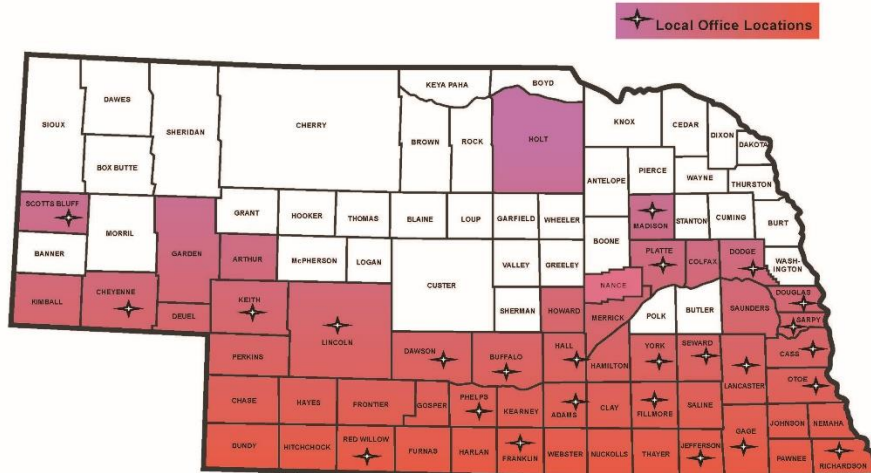 Local Office Locations
KEYA PAHA
BOYD
DAWES
SIOUX
SHERIDAN
CHERRY
BROWN
ROCK
HOLT
KNOX
CEDAR
DIXON
DAKOTA
BOX BUTTE
ANTELOPE
PIERCE
WAYNE
THURSTON
SCOTTS BLUFF
MORRIL
GARDEN
GRANT
HOOKER
THOMAS
BLAINE
LOUP
GARFIELD
WHEELER
MADISON
STANTON
CUMING
BURT
BANNER
ARTHUR
McPHERSON
LOGAN
CUSTER
VALLEY
GREELEY
BOONE
PLATTE
COLFAX
DODGE
WASH-
INGTON
KIMBALL
CHEYENNE
DEUEL
KEITH
LINCOLN
SHERMAN
HOWARD
NANCE
MERRICK
POLK
BUTLER
SAUNDERS
DOUGLAS
SARPY
PERKINS
DAWSON
BUFFALO
HALL
HAMILTON
YORK
SEWARD
LANCASTER
CASS
OTOE
CHASE
HAYES
FRONTIER
GOSPER
PHELPS
KEARNEY
ADAMS
CLAY
FILLMORE
SALINE
GAGE
JOHNSON
NEMAHA
DUNDY
HITCHCHOCK
RED WILLOW
FURNAS
HARLAN
FRANKLIN
WEBSTER
NUCKOLLS
THAYER
JEFFERSON
PAWNEE
RICHARDSON